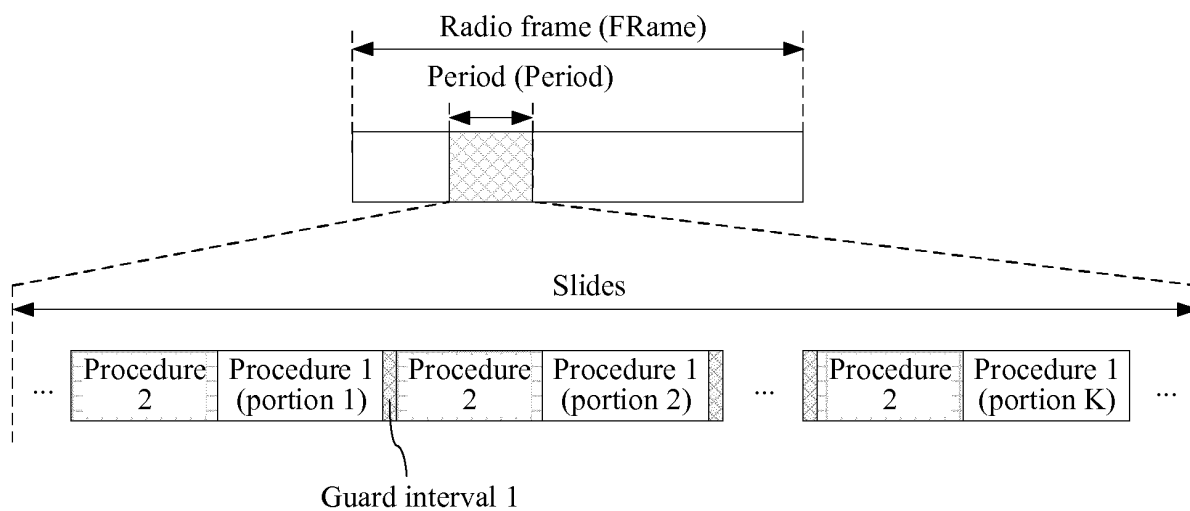 Radio frame (FRame)
Period (Period)
Slides
... Procedure 2 Procedure 1 (portion 1) Procedure 2 Procedure 1 (portion 2) ... Procedure 2 Procedure 1 (portion K) ...
Guard interval 1